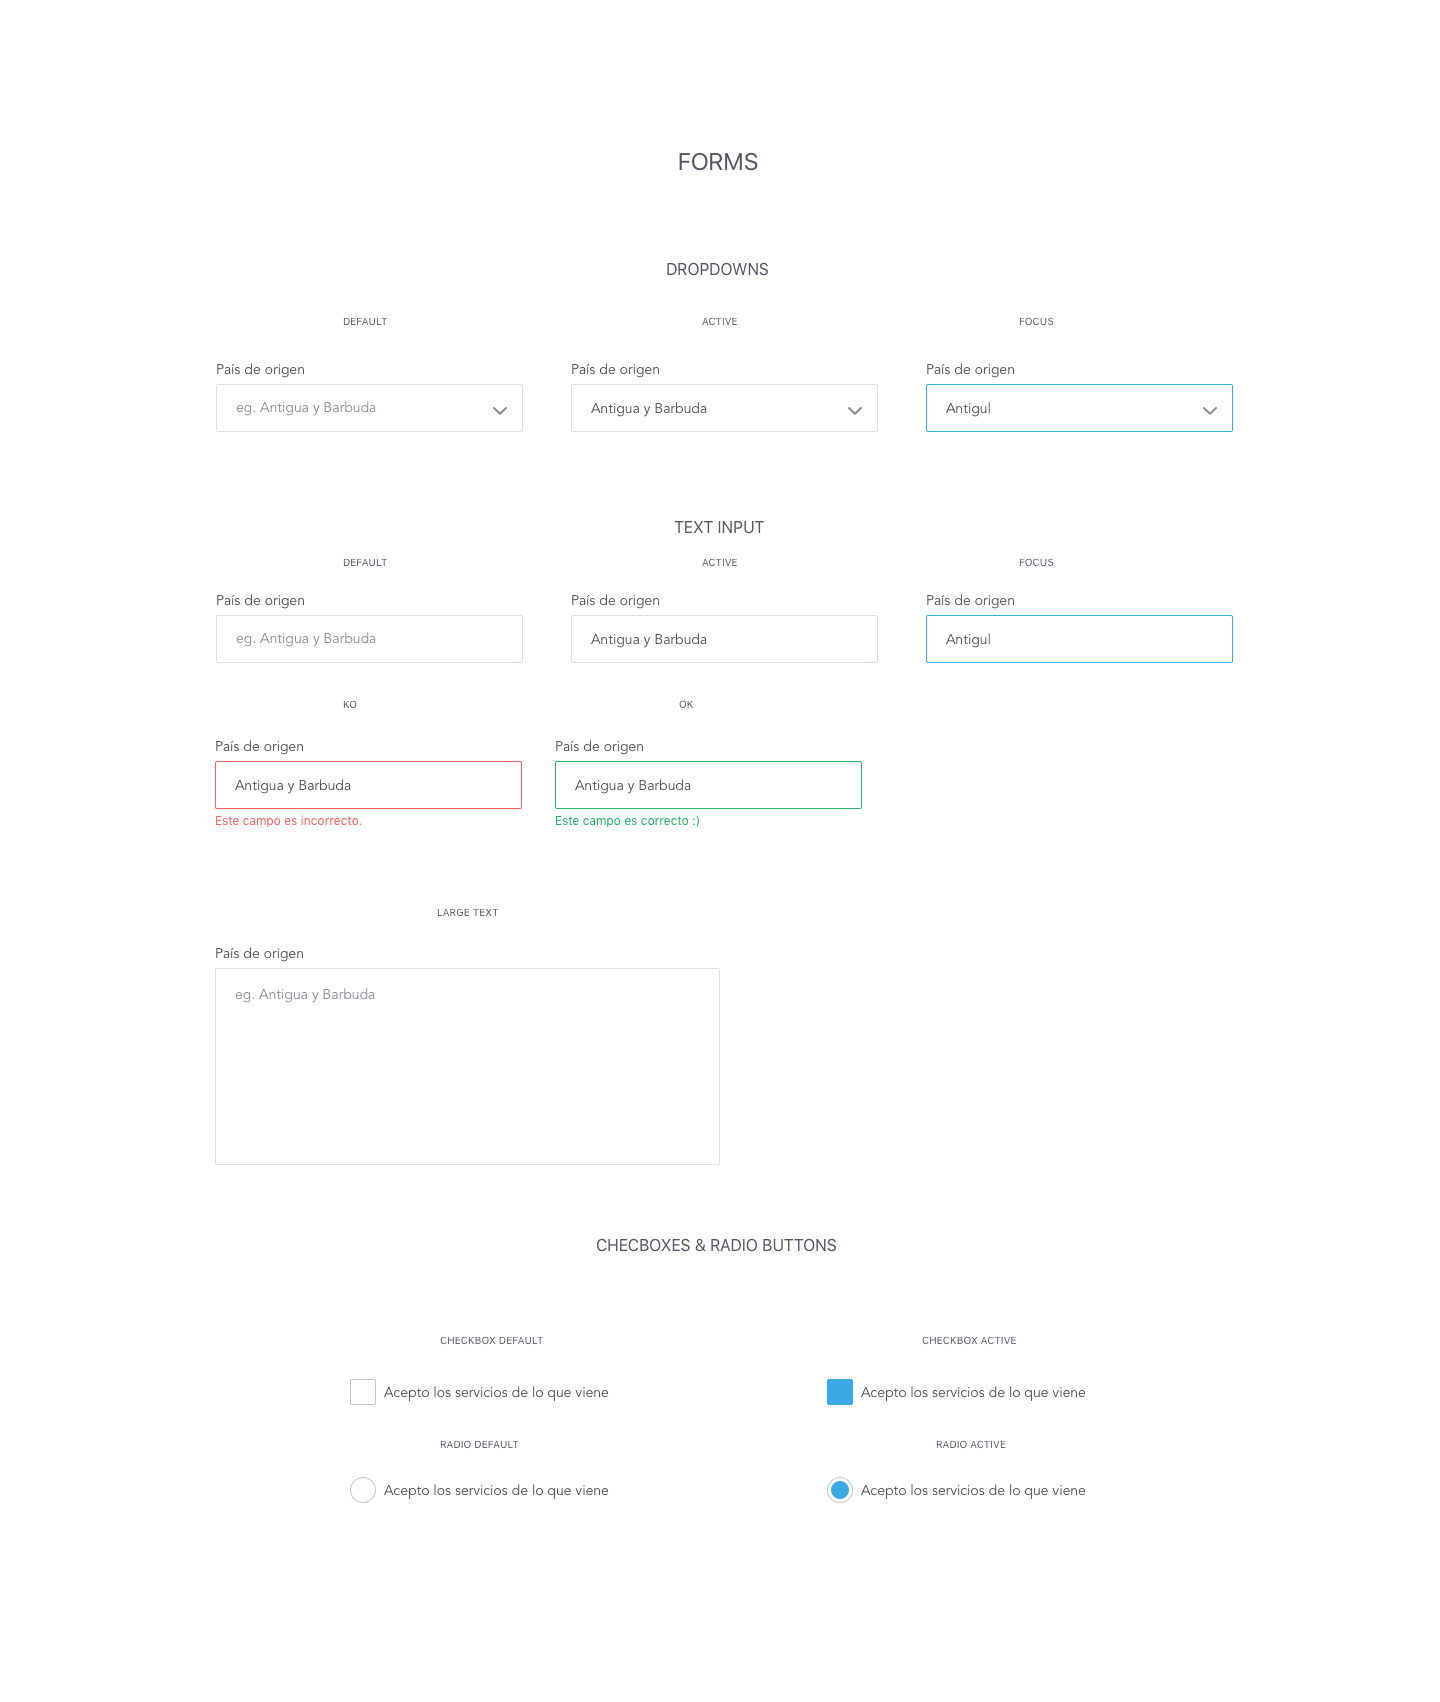 FORMS
DROPDOWNS
DEFAULT
ACTIVE
FOCUS
País de origen
País de origen
País de origen
eg. Antigua y Barbuda
Antigua y Barbuda
Antigul
TEXT INPUT
DEFAULT
ACTIVE
FOCUS
País de origen
País de origen
País de origen
eg. Antigua y Barbuda
Antigua y Barbuda
Antigul
KO
OK
País de origen
País de origen
Antigua y Barbuda
Antigua y Barbuda
Este campo es incorrecto.
Este campo es correcto :)
LARGE TEXT
País de origen
eg. Antigua y Barbuda
CHECBOXES & RADIO BUTTONS
CHECKBOX DEFAULT
CHECKBOX ACTIVE
Acepto los servicios de lo que viene
Acepto los servicios de lo que viene
RADIO DEFAULT
RADIO ACTIVE
Acepto los servicios de lo que viene
Acepto los servicios de lo que viene